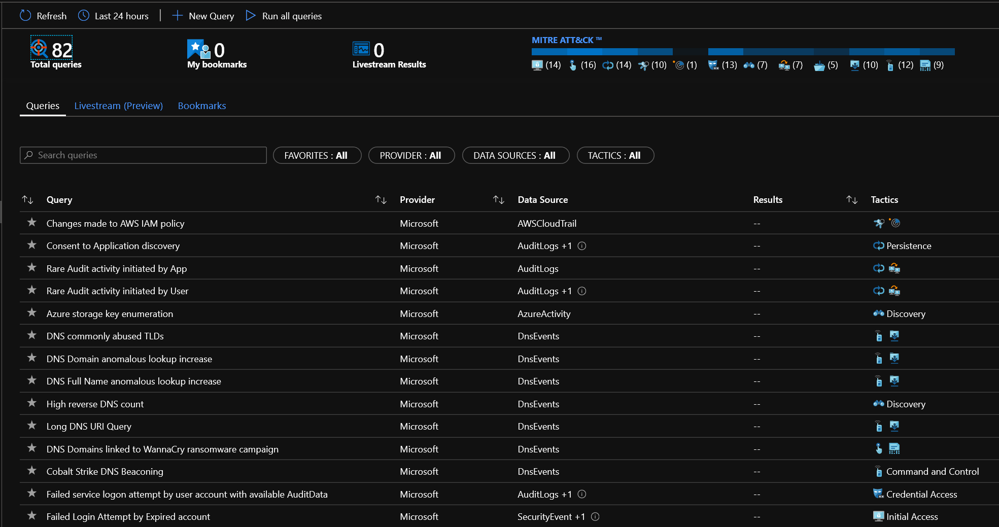 Refresh Last 24 hours New Query Run all queries
82 0 0 MITRE ATT&CK ™
Total queries My bookmarks Livestream Results
(14) (16) (14) (10) (1) (13) (7) (7) (5) (10) (12) (9)
Queries Livestream (Preview) Bookmarks
Search queries FAVORITES : All PROVIDER : All DATA SOURCES : All TACTICS : All
Query Provider Data Source Results Tactics
Changes made to AWS IAM policy Microsoft AWSCloudTrail --
Consent to Application discovery Microsoft AuditLogs +1 -- Persistence
Rare Audit activity initiated by App Microsoft AuditLogs --
Rare Audit activity initiated by User Microsoft AuditLogs +1 --
Azure storage key enumeration Microsoft AzureActivity -- Discovery
DNS commonly abused TLDs Microsoft DnsEvents --
DNS Domain anomalous lookup increase Microsoft DnsEvents --
DNS Full Name anomalous lookup increase Microsoft DnsEvents --
High reverse DNS count Microsoft DnsEvents -- Discovery
Long DNS URI Query Microsoft DnsEvents --
DNS Domains linked to WannaCry ransomware campaign Microsoft DnsEvents --
Cobalt Strike DNS Beaconing Microsoft DnsEvents -- Command and Control
Failed service logon attempt by user account with available AuditData Microsoft AuditLogs +1 -- Credential Access
Failed Login Attempt by Expired account Microsoft SecurityEvent +1 -- Initial Access